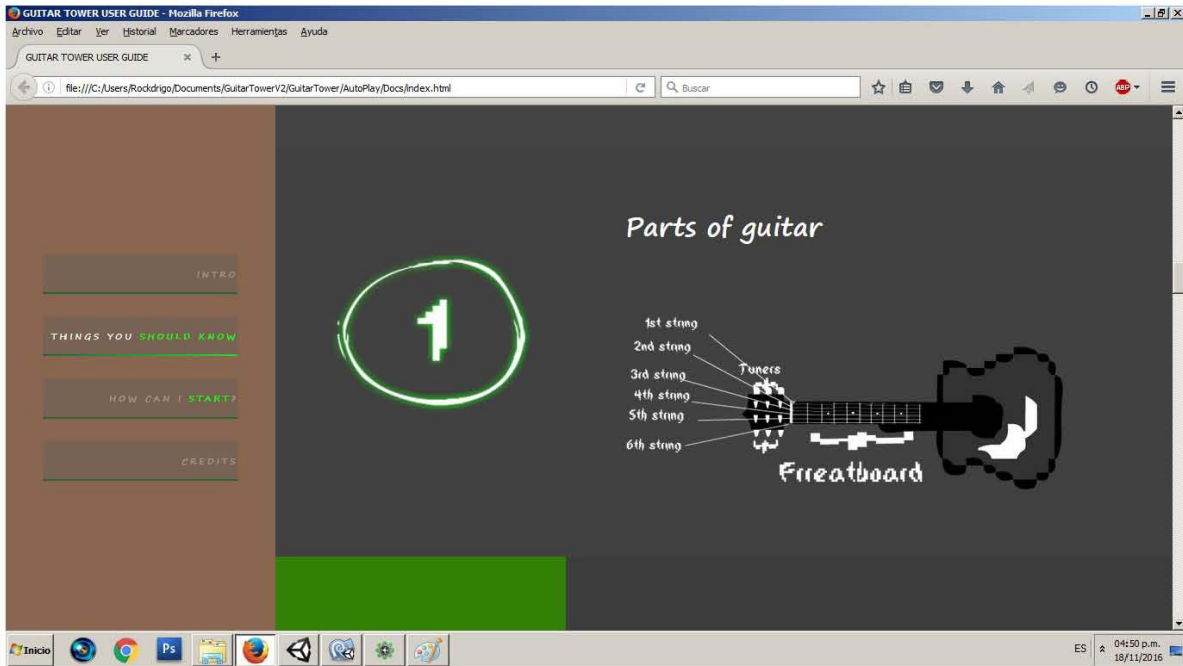 GUITAR TOWER USER GUIDE - Mozilla Firefox
Archivo Editar Ver Historial Marcadores Herramientas Ayuda
GUITAR TOWER USER GUIDE
file:///C:/Users/Rockdrigo/Documents/GuitarTowerV2/GuitarTower/AutoPlay/Docs/index.html
Buscar
ABP
INTRO
THINGS YOU SHOULD KNOW
HOW CAN I START?
CREDITS
1
Parts of guitar
1st string
2nd string
3rd string
4th string
5th string
6th string
Tuners
Frreatboard
Inicio
Ps
ES
04:50 p.m.
18/11/2016